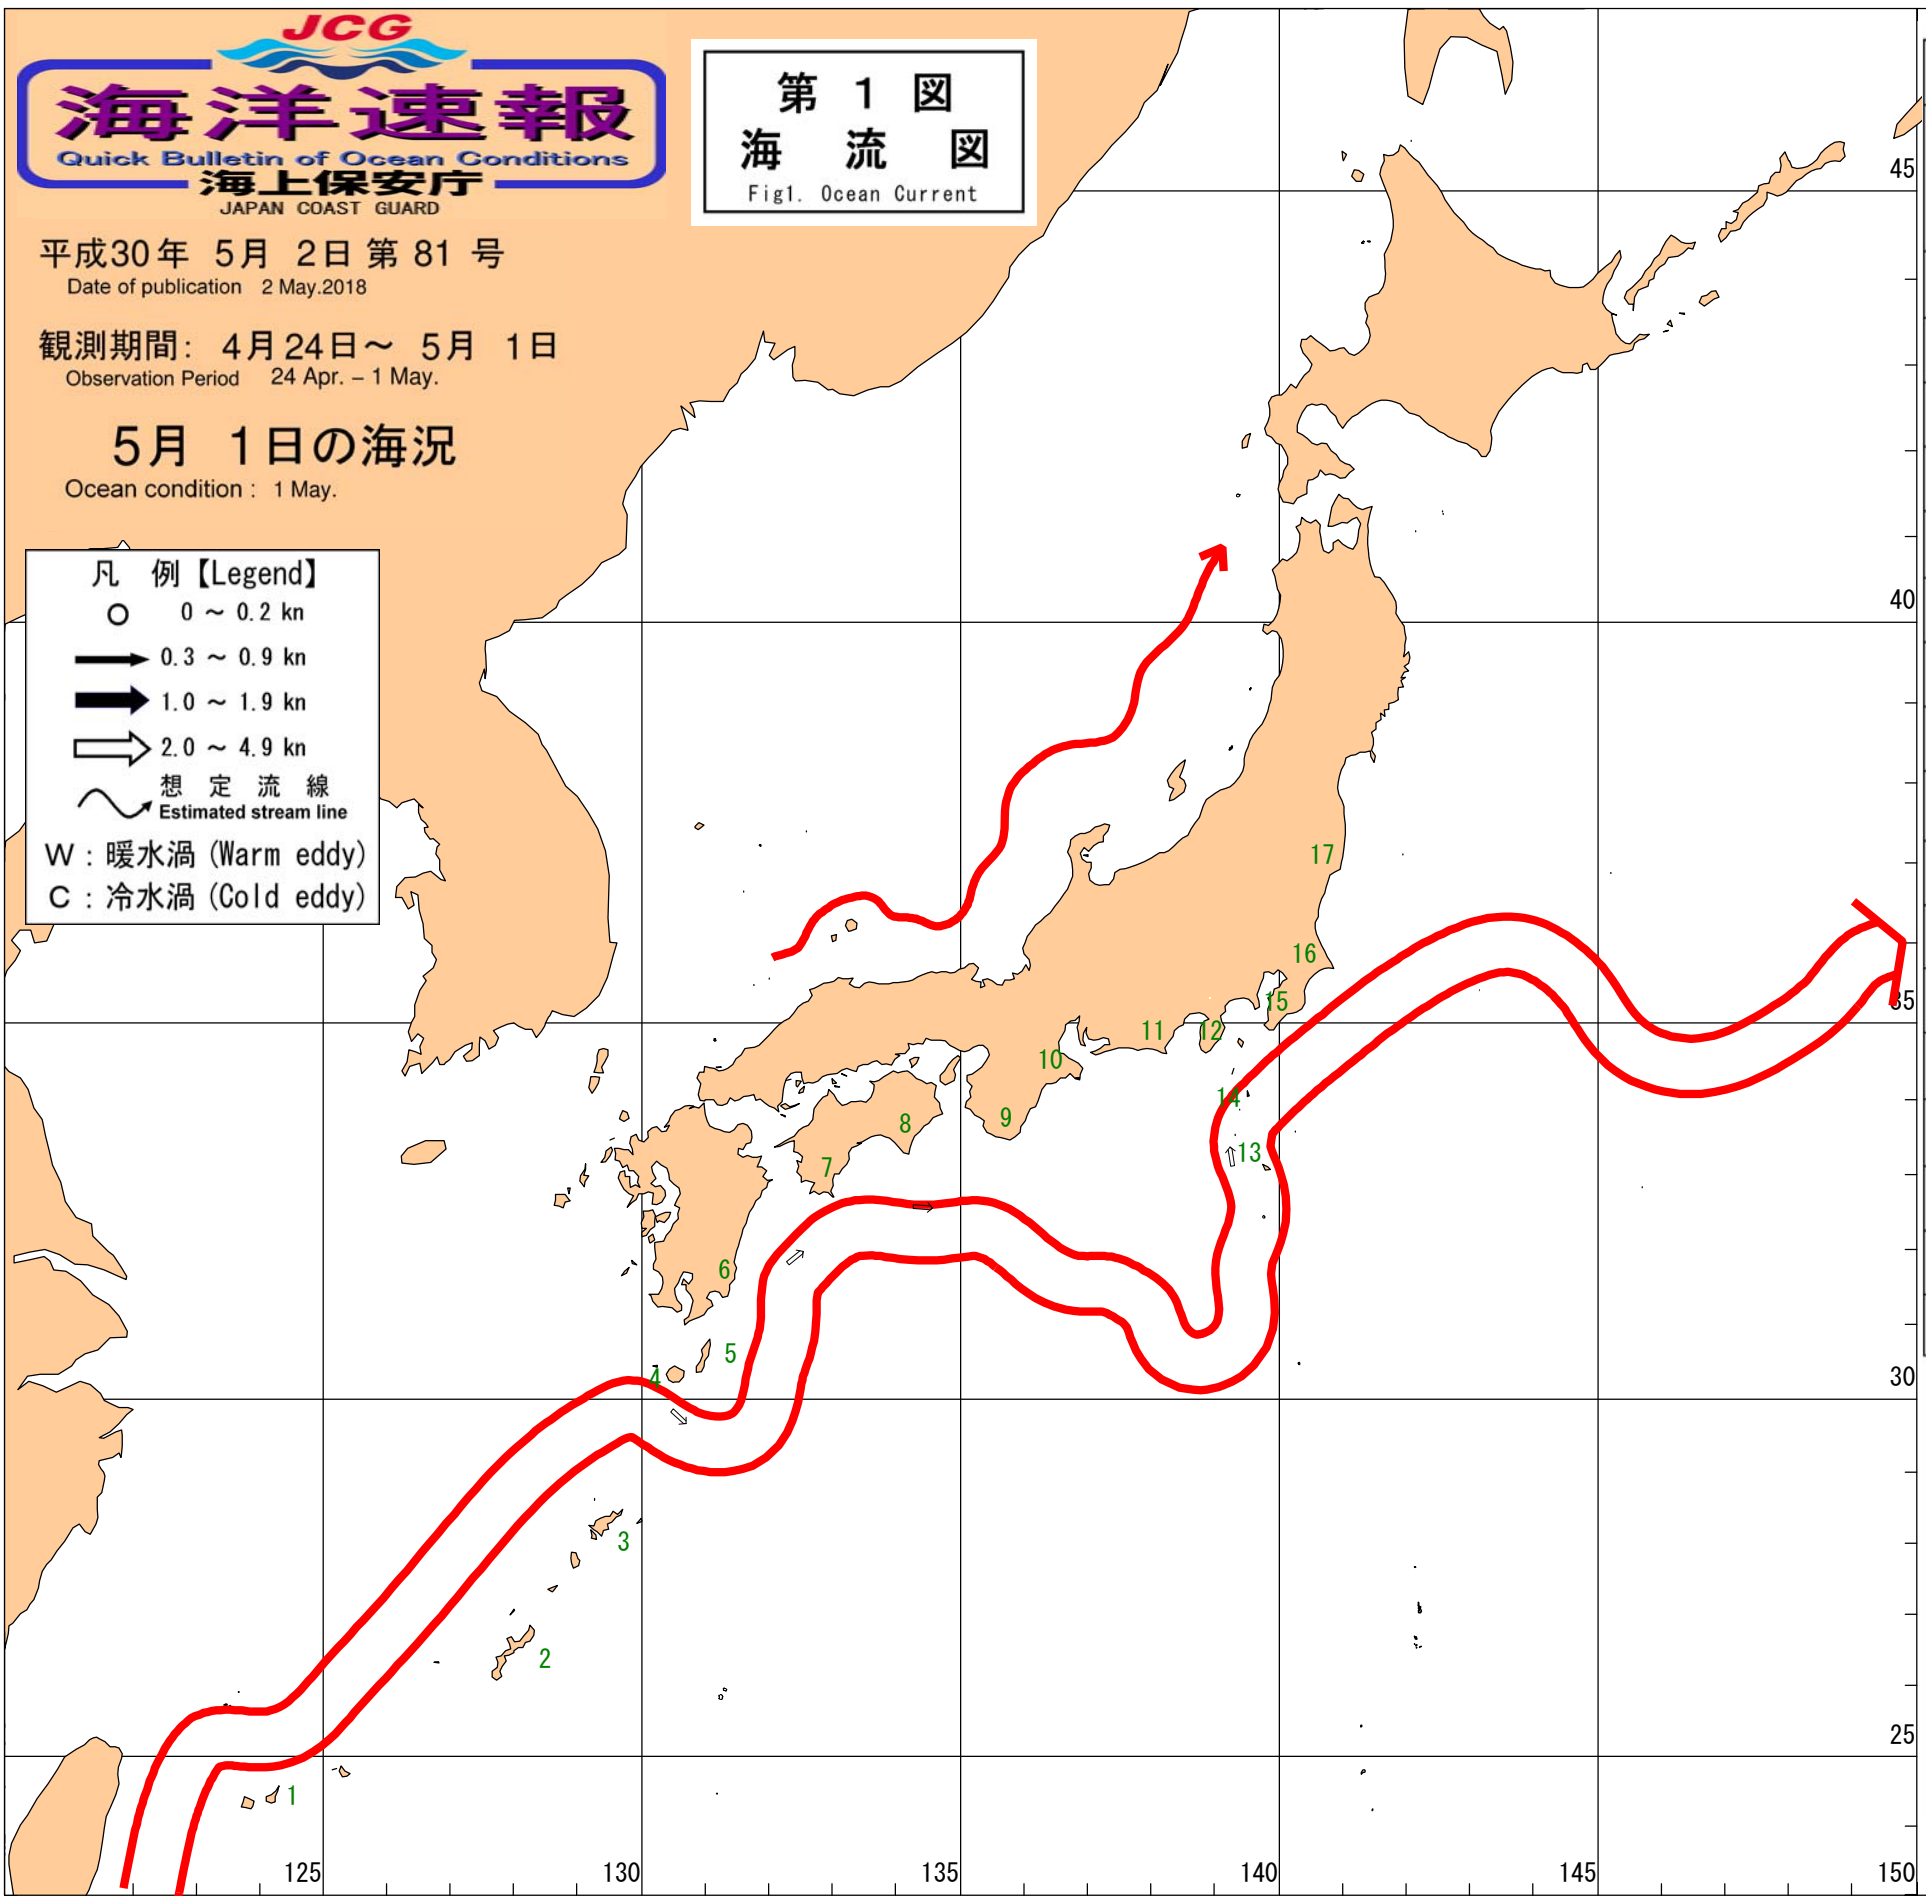 JCG
海洋速報
Quick Bulletin of Ocean Conditions
海上保安庁
JAPAN COAST GUARD
平成30年 5月 2日 第 81 号
Date of publication 2 May.2018
観測期間: 4月24日～ 5月 1日
Observation Period 24 Apr. – 1 May.
5月 1日の海況
Ocean condition : 1 May.
第 1 図
海 流 図
Fig1. Ocean Current
凡 例【Legend】
0 ～ 0.2 kn
0.3 ～ 0.9 kn
1.0 ～ 1.9 kn
2.0 ～ 4.9 kn
想 定 流 線
Estimated stream line
W : 暖水渦 (Warm eddy)
C : 冷水渦 (Cold eddy)
45
40
17
16
15
35
11
12
10
14
9
8
13
7
6
5
4
30
3
2
25
1
125
130
135
140
145
150